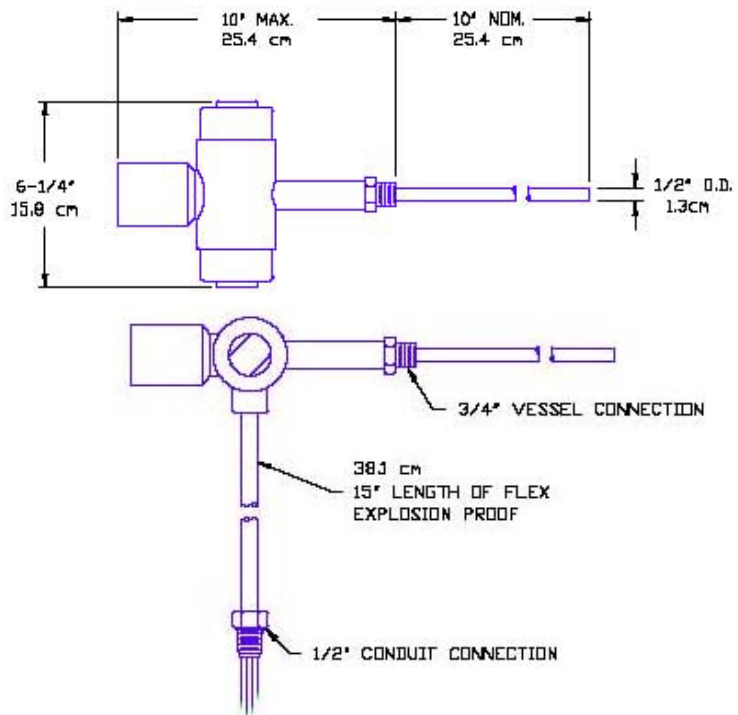 10" MAX.
25.4 cm
10" NOM.
25.4 cm
6-1/4"
15.8 cm
1/2" O.D.
1.3cm
3/4" VESSEL CONNECTION
38.1 cm
15" LENGTH OF FLEX
EXPLOSION PROOF
1/2" CONDUIT CONNECTION